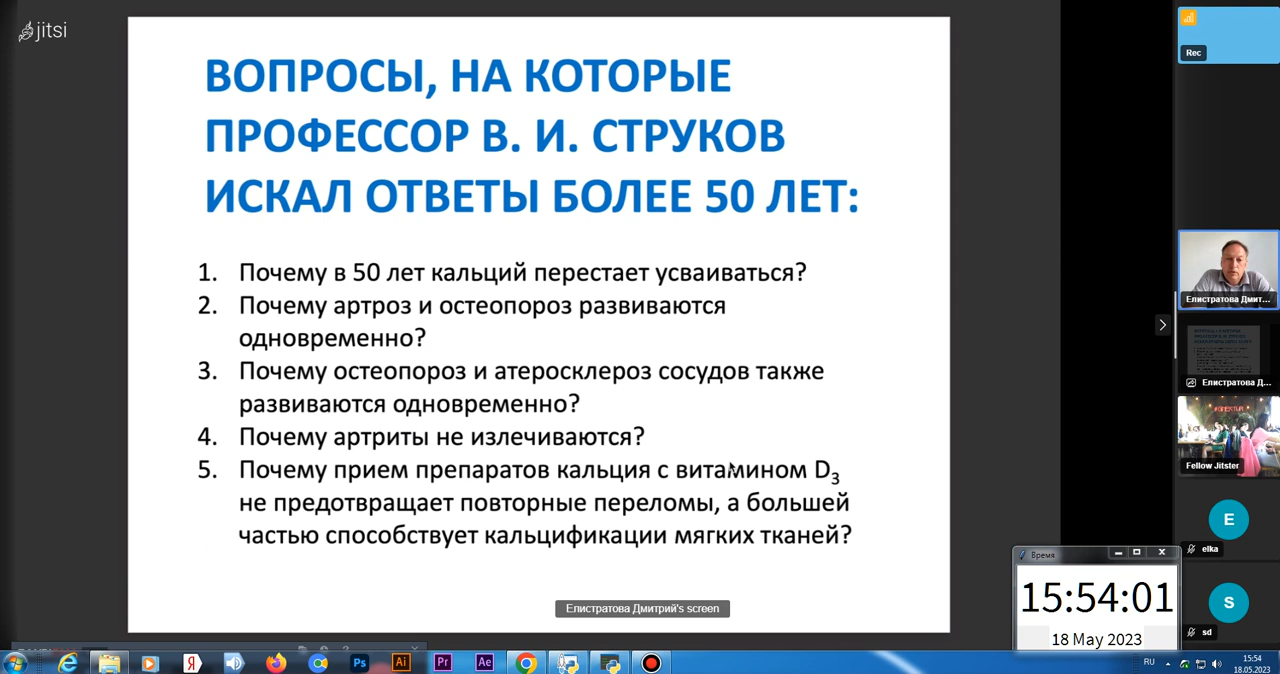 jitsi
ВОПРОСЫ, НА КОТОРЫЕ
ПРОФЕССОР В. И. СТРУКОВ
ИСКАЛ ОТВЕТЫ БОЛЕЕ 50 ЛЕТ:
1. Почему в 50 лет кальций перестает усваиваться?
2. Почему артроз и остеопороз развиваются
одновременно?
3. Почему остеопороз и атеросклероз сосудов также
развиваются одновременно?
4. Почему артриты не излечиваются?
5. Почему прием препаратов кальция с витамином D3
не предотвращает повторные переломы, а большей
частью способствует кальцификации мягких тканей?
Елистратова Дмитрий's screen
Rec
Елистратова Дмит...
Елистратова Д...
Fellow Jitster
E
elka
S
sd
Время
15:54:01
18 May 2023
Я
Ps
Ai
Pr
Ae
RU
15:54
18.05.2023